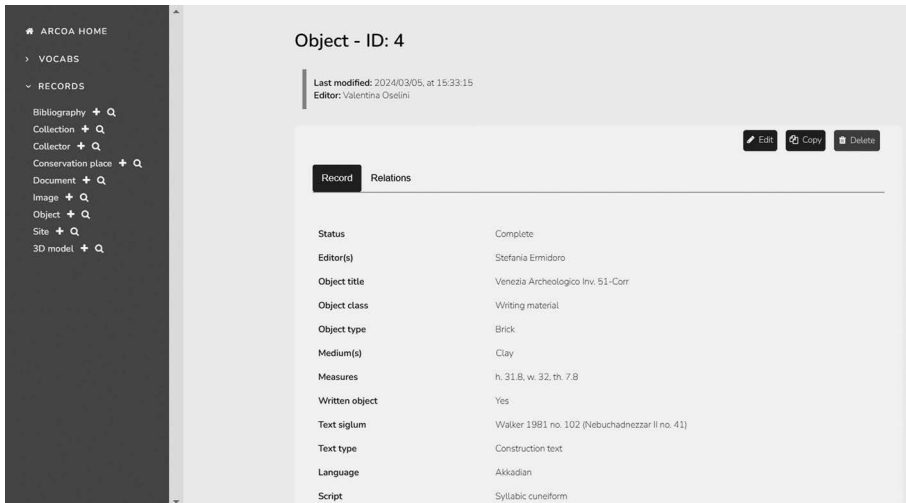 ARCOA HOME
VOCABS
RECORDS
Bibliography
Collection
Collector
Conservation place
Document
Image
Object
Site
3D model
Object - ID: 4
Last modified: 2024/03/05, at 15:33:15
Editor: Valentina Oselini
Edit Copy Delete
Record Relations
Status Complete
Editor(s) Stefania Ermidoro
Object title Venezia Archeologico Inv. 51-Corr
Object class Writing material
Object type Brick
Medium(s) Clay
Measures h. 31.8, w. 32, th. 7.8
Written object Yes
Text siglum Walker 1981 no. 102 (Nebuchadnezzar II no. 41)
Text type Construction text
Language Akkadian
Script Syllabic cuneiform